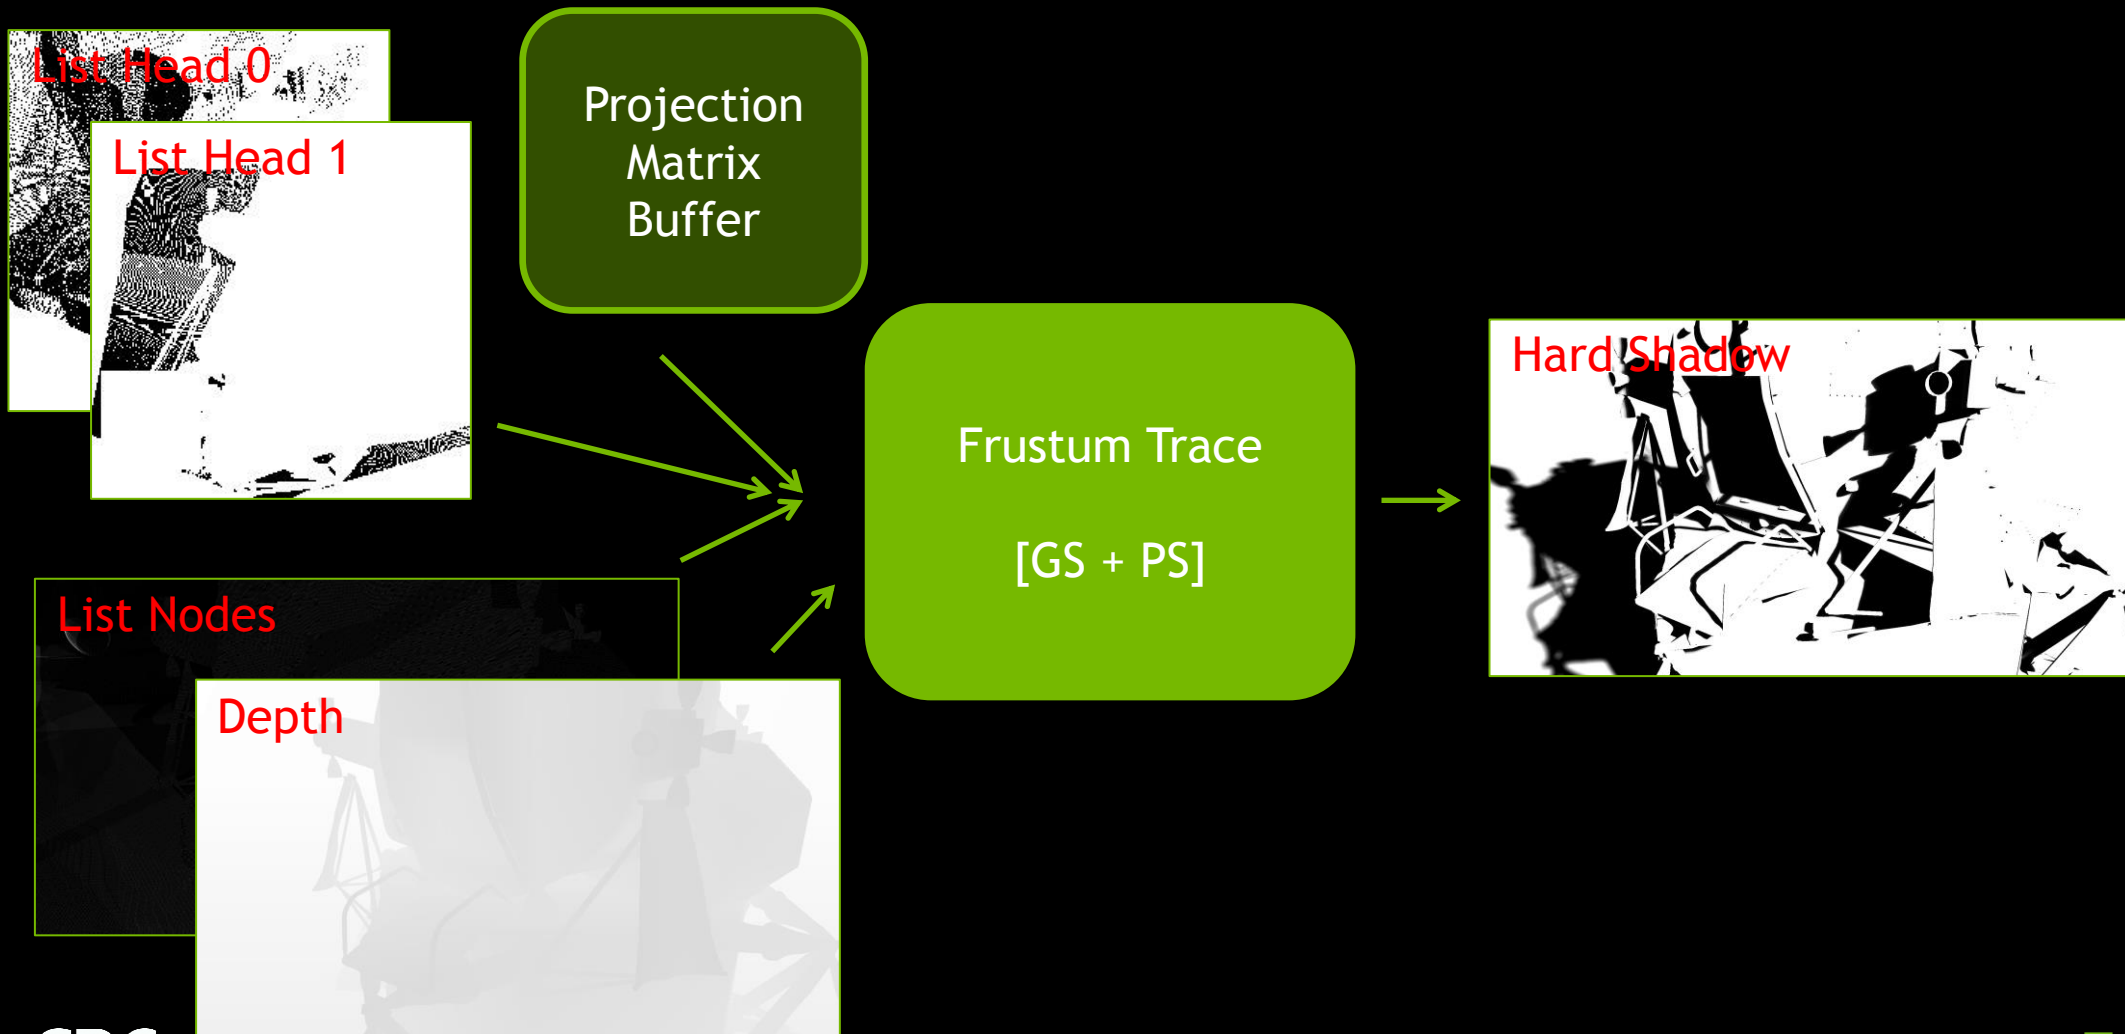 List Head 0
List Head 1
Projection
Matrix
Buffer
Frustum Trace
[GS + PS]
Hard Shadow
List Nodes
Depth